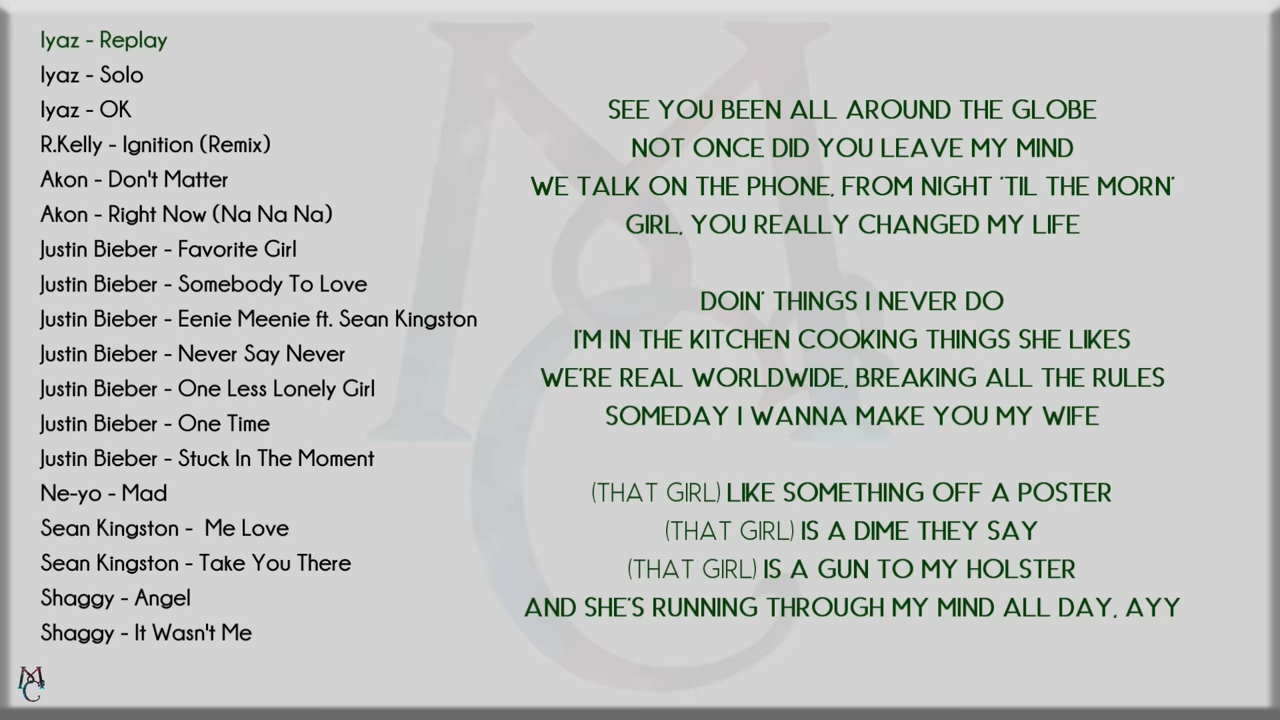 Iyaz - Replay
Iyaz - Solo
Iyaz - OK
R.Kelly - Ignition (Remix)
Akon - Don't Matter
Akon - Right Now (Na Na Na)
Justin Bieber - Favorite Girl
Justin Bieber - Somebody To Love
Justin Bieber - Eenie Meenie ft. Sean Kingston
Justin Bieber - Never Say Never
Justin Bieber - One Less Lonely Girl
Justin Bieber - One Time
Justin Bieber - Stuck In The Moment
Ne-yo - Mad
Sean Kingston -  Me Love
Sean Kingston - Take You There
Shaggy - Angel
Shaggy - It Wasn't Me
SEE YOU BEEN ALL AROUND THE GLOBE
NOT ONCE DID YOU LEAVE MY MIND
WE TALK ON THE PHONE, FROM NIGHT 'TIL THE MORN'
GIRL, YOU REALLY CHANGED MY LIFE
DOIN' THINGS I NEVER DO
I'M IN THE KITCHEN COOKING THINGS SHE LIKES
WE'RE REAL WORLDWIDE, BREAKING ALL THE RULES
SOMEDAY I WANNA MAKE YOU MY WIFE
(THAT GIRL) LIKE SOMETHING OFF A POSTER
(THAT GIRL) IS A DIME THEY SAY
(THAT GIRL) IS A GUN TO MY HOLSTER
AND SHE'S RUNNING THROUGH MY MIND ALL DAY, AYY
MC